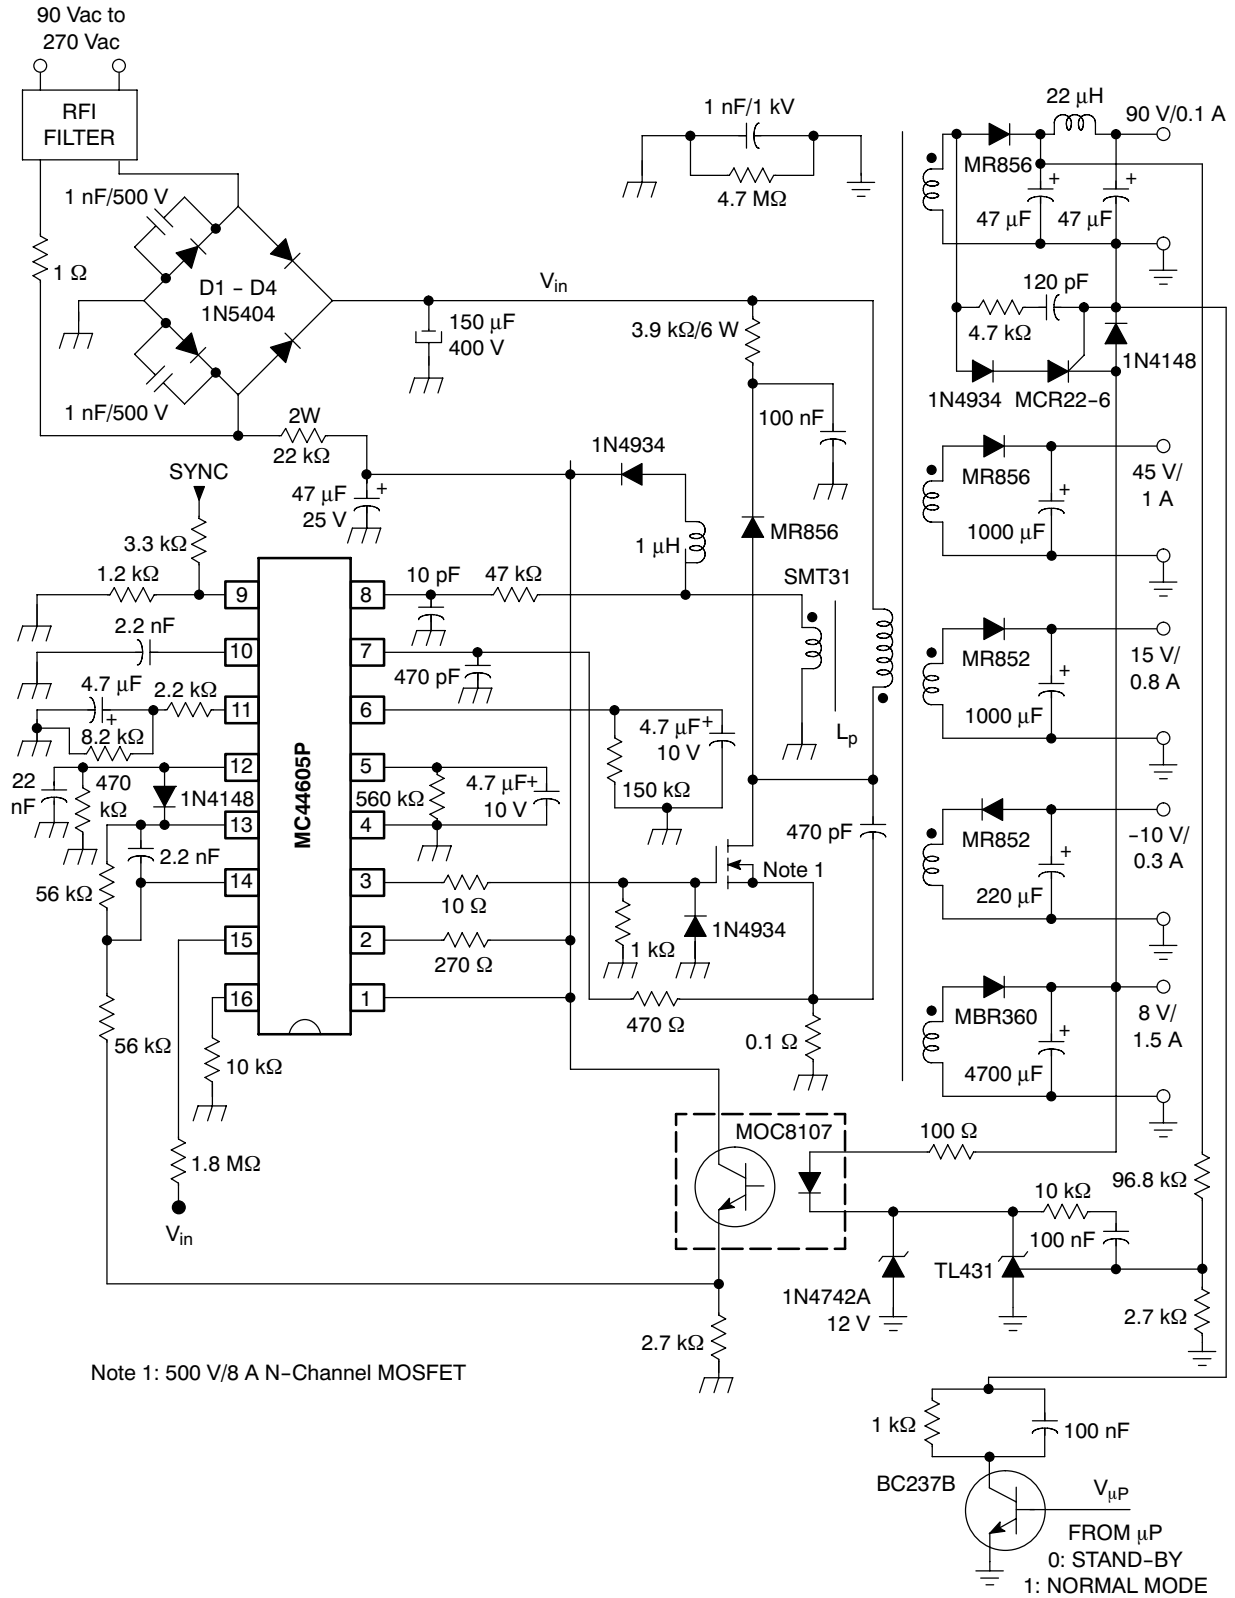 90 Vac to
270 Vac
RFI
FILTER
1 nF/500 V
1 Ω
D1 – D4
1N5404
1 nF/500 V
1 nF/1 kV
4.7 MΩ
Vin
150 µF
400 V
3.9 kΩ/6 W
100 nF
2W
22 kΩ
47 µF
25 V
+
1N4934
1 µH
MR856
SMT31
Lp
22 µH
90 V/0.1 A
MR856
+
47 µF
+
47 µF
120 pF
4.7 kΩ
1N4148
1N4934
MCR22–6
MR856
+
1000 µF
45 V/
1 A
MR852
+
1000 µF
15 V/
0.8 A
MR852
+
220 µF
–10 V/
0.3 A
MBR360
+
4700 µF
8 V/
1.5 A
SYNC
3.3 kΩ
1.2 kΩ
2.2 nF
4.7 µF
+
2.2 kΩ
8.2 kΩ
22
nF
470
kΩ
1N4148
2.2 nF
56 kΩ
56 kΩ
10 kΩ
1.8 MΩ
Vin
MC44605P
9
10
11
12
13
14
15
16
8
7
6
5
4
3
2
1
10 pF
47 kΩ
470 pF
4.7 µF+
10 V
150 kΩ
560 kΩ
4.7 µF+
10 V
470 pF
Note 1
10 Ω
1 kΩ
1N4934
270 Ω
470 Ω
0.1 Ω
MOC8107
100 Ω
96.8 kΩ
10 kΩ
100 nF
TL431
1N4742A
12 V
2.7 kΩ
2.7 kΩ
Note 1: 500 V/8 A N–Channel MOSFET
1 kΩ
100 nF
BC237B
VµP
FROM µP
0: STAND–BY
1: NORMAL MODE